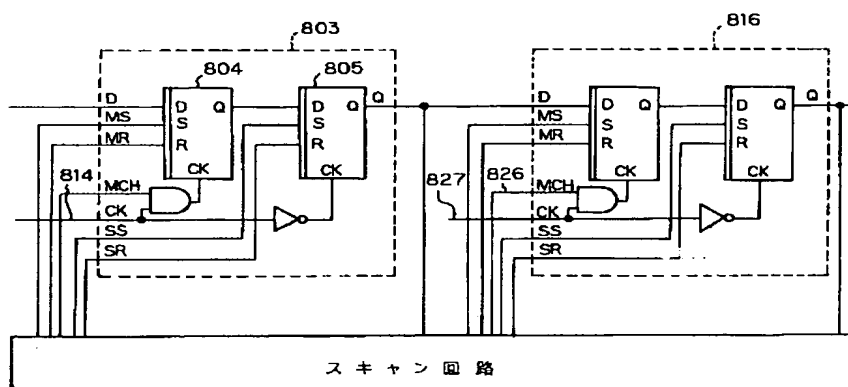 803
816
804
805
D
D Q
D Q
Q
D
D Q
D Q
Q
MS
S
S
MS
S
S
MR
R
R
MR
R
R
CK
CK
CK
CK
814
MCH
827
826
MCH
CK
CK
SS
SS
SR
SR
スキャン回路